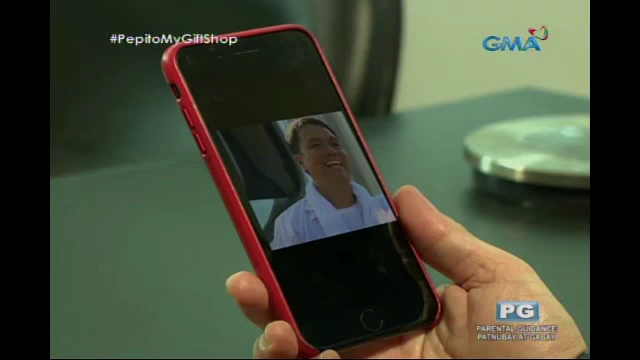 #PepitoMyGiftShop
GMA
PG
PARENTAL GUIDANCE
PATNUBAY AT GABAY